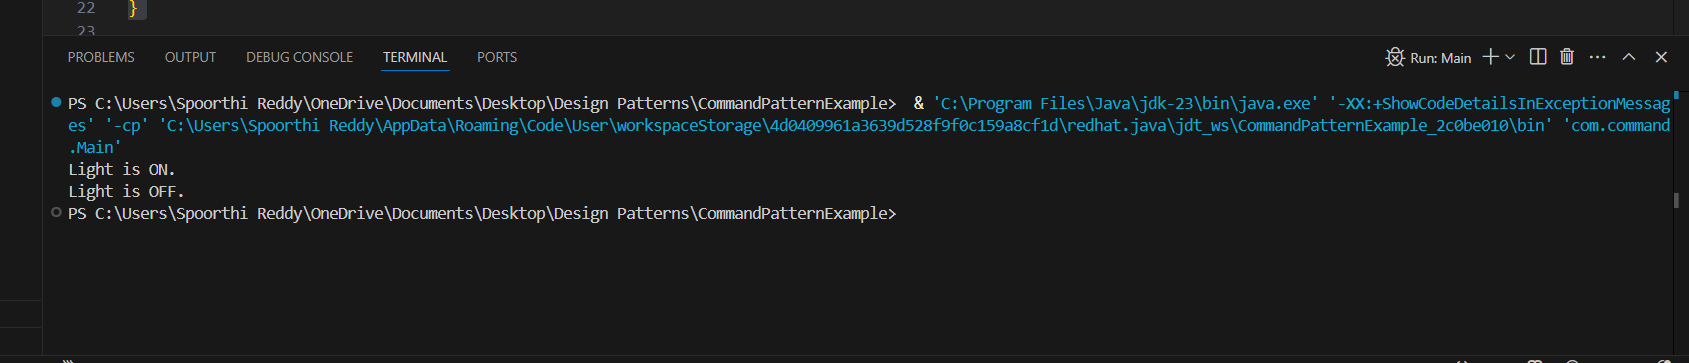 22 }
23
PROBLEMS OUTPUT DEBUG CONSOLE TERMINAL PORTS Run: Main
PS C:\Users\Spoorthi Reddy\OneDrive\Documents\Desktop\Design Patterns\CommandPatternExample>  & 'C:\Program Files\Java\jdk-23\bin\java.exe' '-XX:+ShowCodeDetailsInExceptionMessag
es' '-cp' 'C:\Users\Spoorthi Reddy\AppData\Roaming\Code\User\workspaceStorage\4d0409961a3639d528f9f0c159a8cf1d\redhat.java\jdt_ws\CommandPatternExample_2c0be010\bin' 'com.command
.Main'
Light is ON.
Light is OFF.
PS C:\Users\Spoorthi Reddy\OneDrive\Documents\Desktop\Design Patterns\CommandPatternExample>